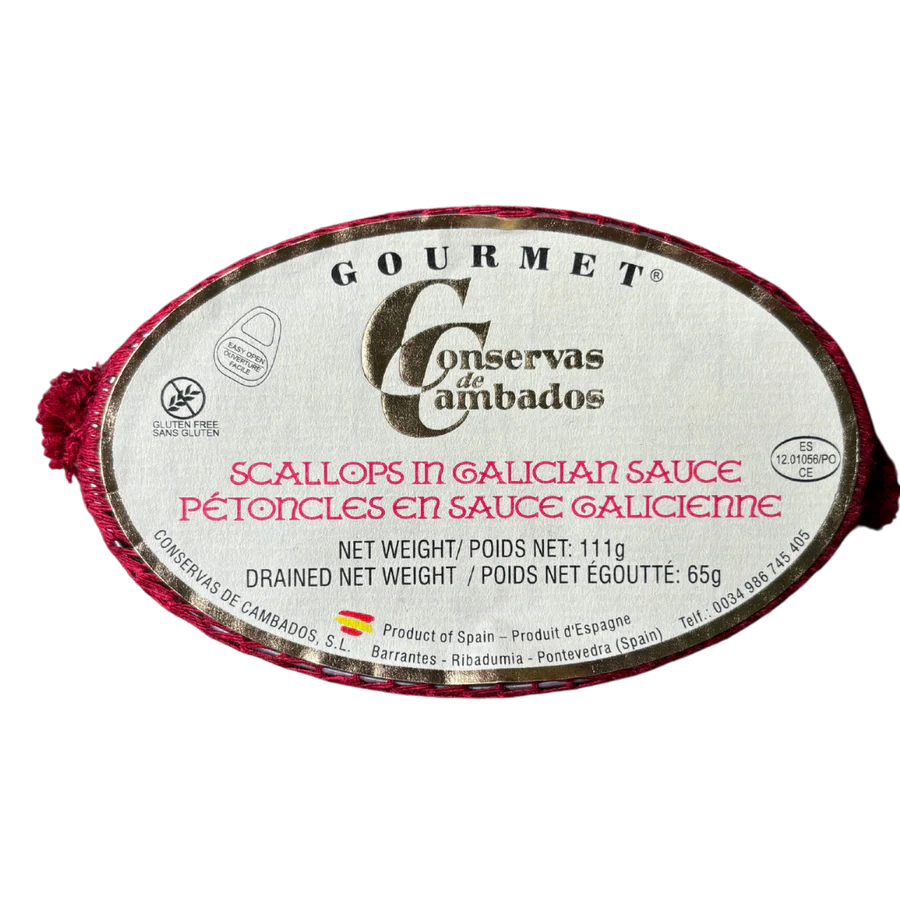 GOURMET®
Conservas
de
Cambados
EASY OPEN
OUVERTURE
FACILE
GLUTEN FREE
SANS GLUTEN
ES
12.01056/PO
CE
SCALLOPS IN GALICIAN SAUCE
PÉTONCLES EN SAUCE GALICIENNE
NET WEIGHT/ POIDS NET: 111g
DRAINED NET WEIGHT / POIDS NET ÉGOUTTÉ: 65g
Product of Spain – Produit d'Espagne
CONSERVAS DE CAMBADOS, S.L. Barrantes - Ribadumia - Pontevedra (Spain) Telf.: 0034 986 745 405